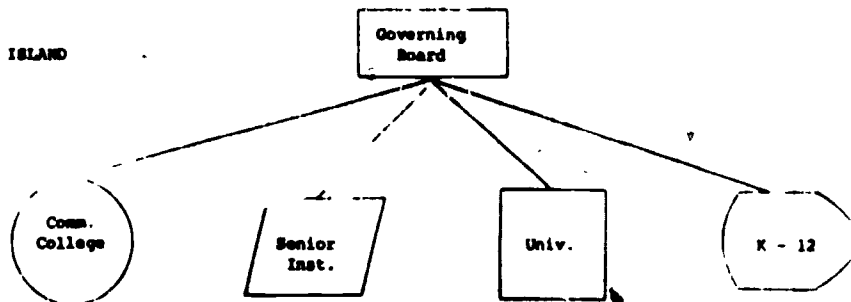 ISLAND
Governing
Board
Comm.
College
Senior
Inst.
Univ.
K - 12